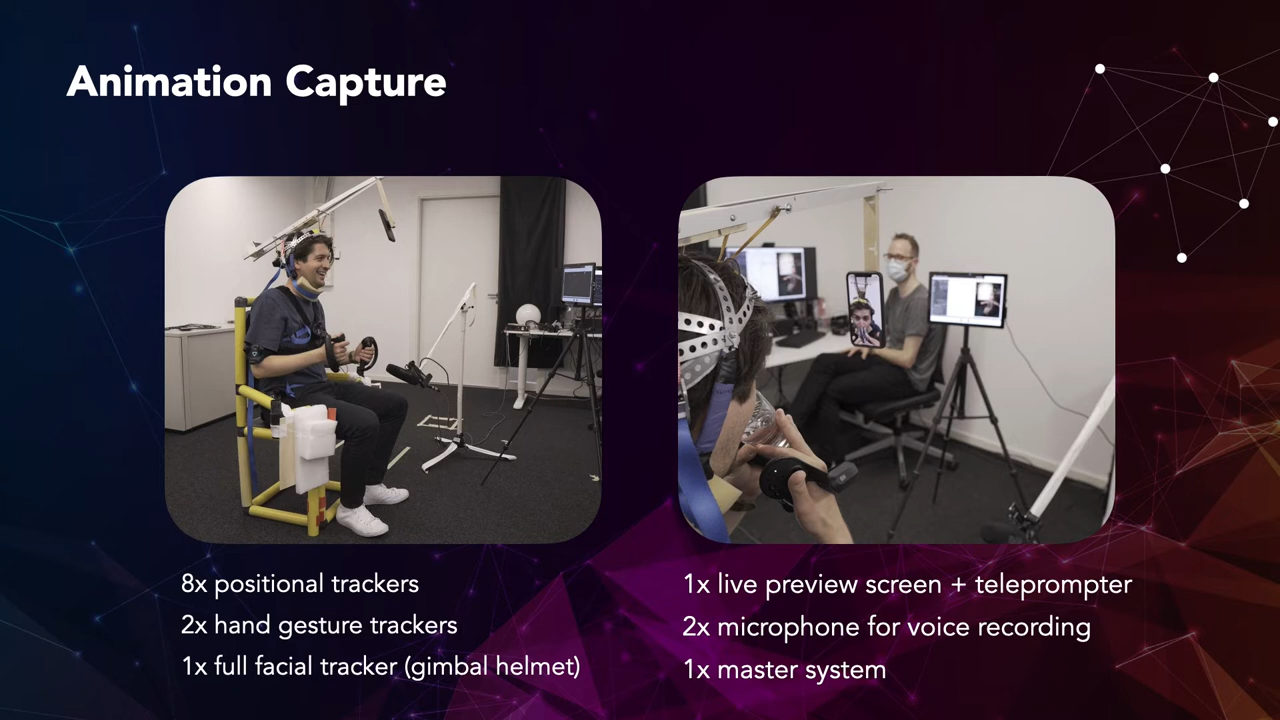 Animation Capture
8x positional trackers
2x hand gesture trackers
1x full facial tracker (gimbal helmet)
1x live preview screen + teleprompter
2x microphone for voice recording
1x master system